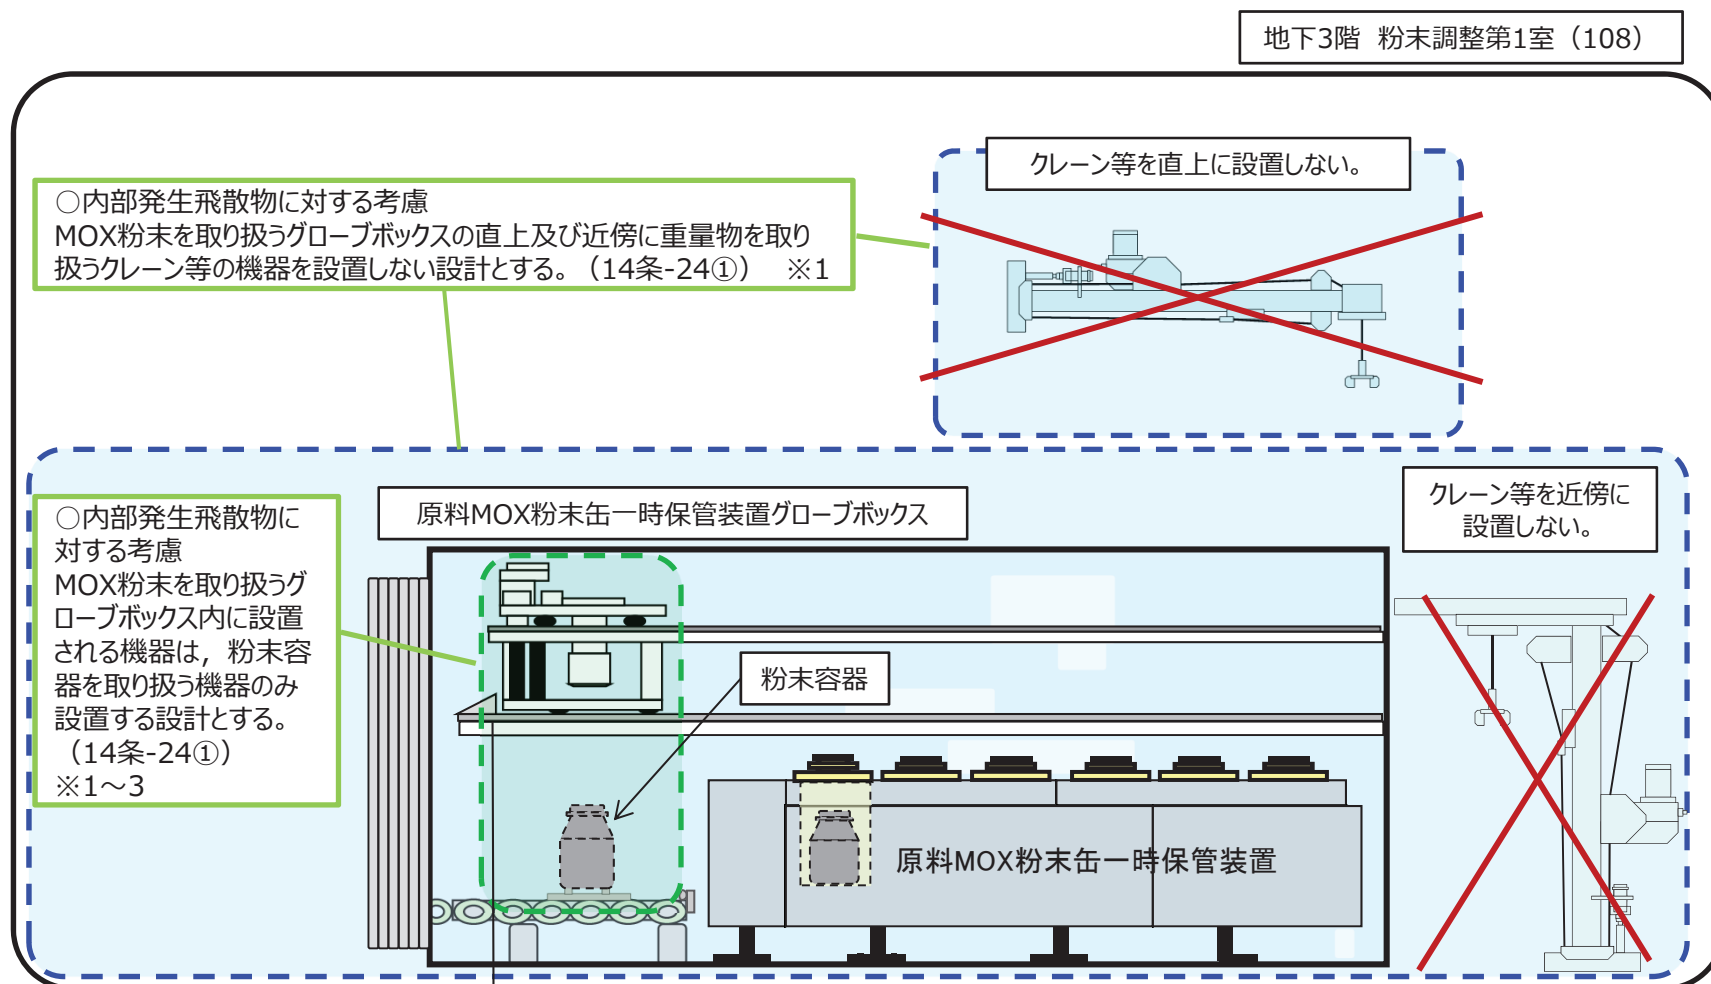 地下3階 粉末調整第1室（108）
クレーン等を直上に設置しない。
○内部発生飛散物に対する考慮
MOX粉末を取り扱うグローブボックスの直上及び近傍に重量物を取り
扱うクレーン等の機器を設置しない設計とする。（14条-24①） ※1
クレーン等を近傍に
設置しない。
原料MOX粉末缶一時保管装置グローブボックス
○内部発生飛散物に
対する考慮
MOX粉末を取り扱うグ
ローブボックス内に設置
される機器は，粉末容
器を取り扱う機器のみ
設置する設計とする。
（14条-24①）
※1～3
粉末容器
原料MOX粉末缶一時保管装置